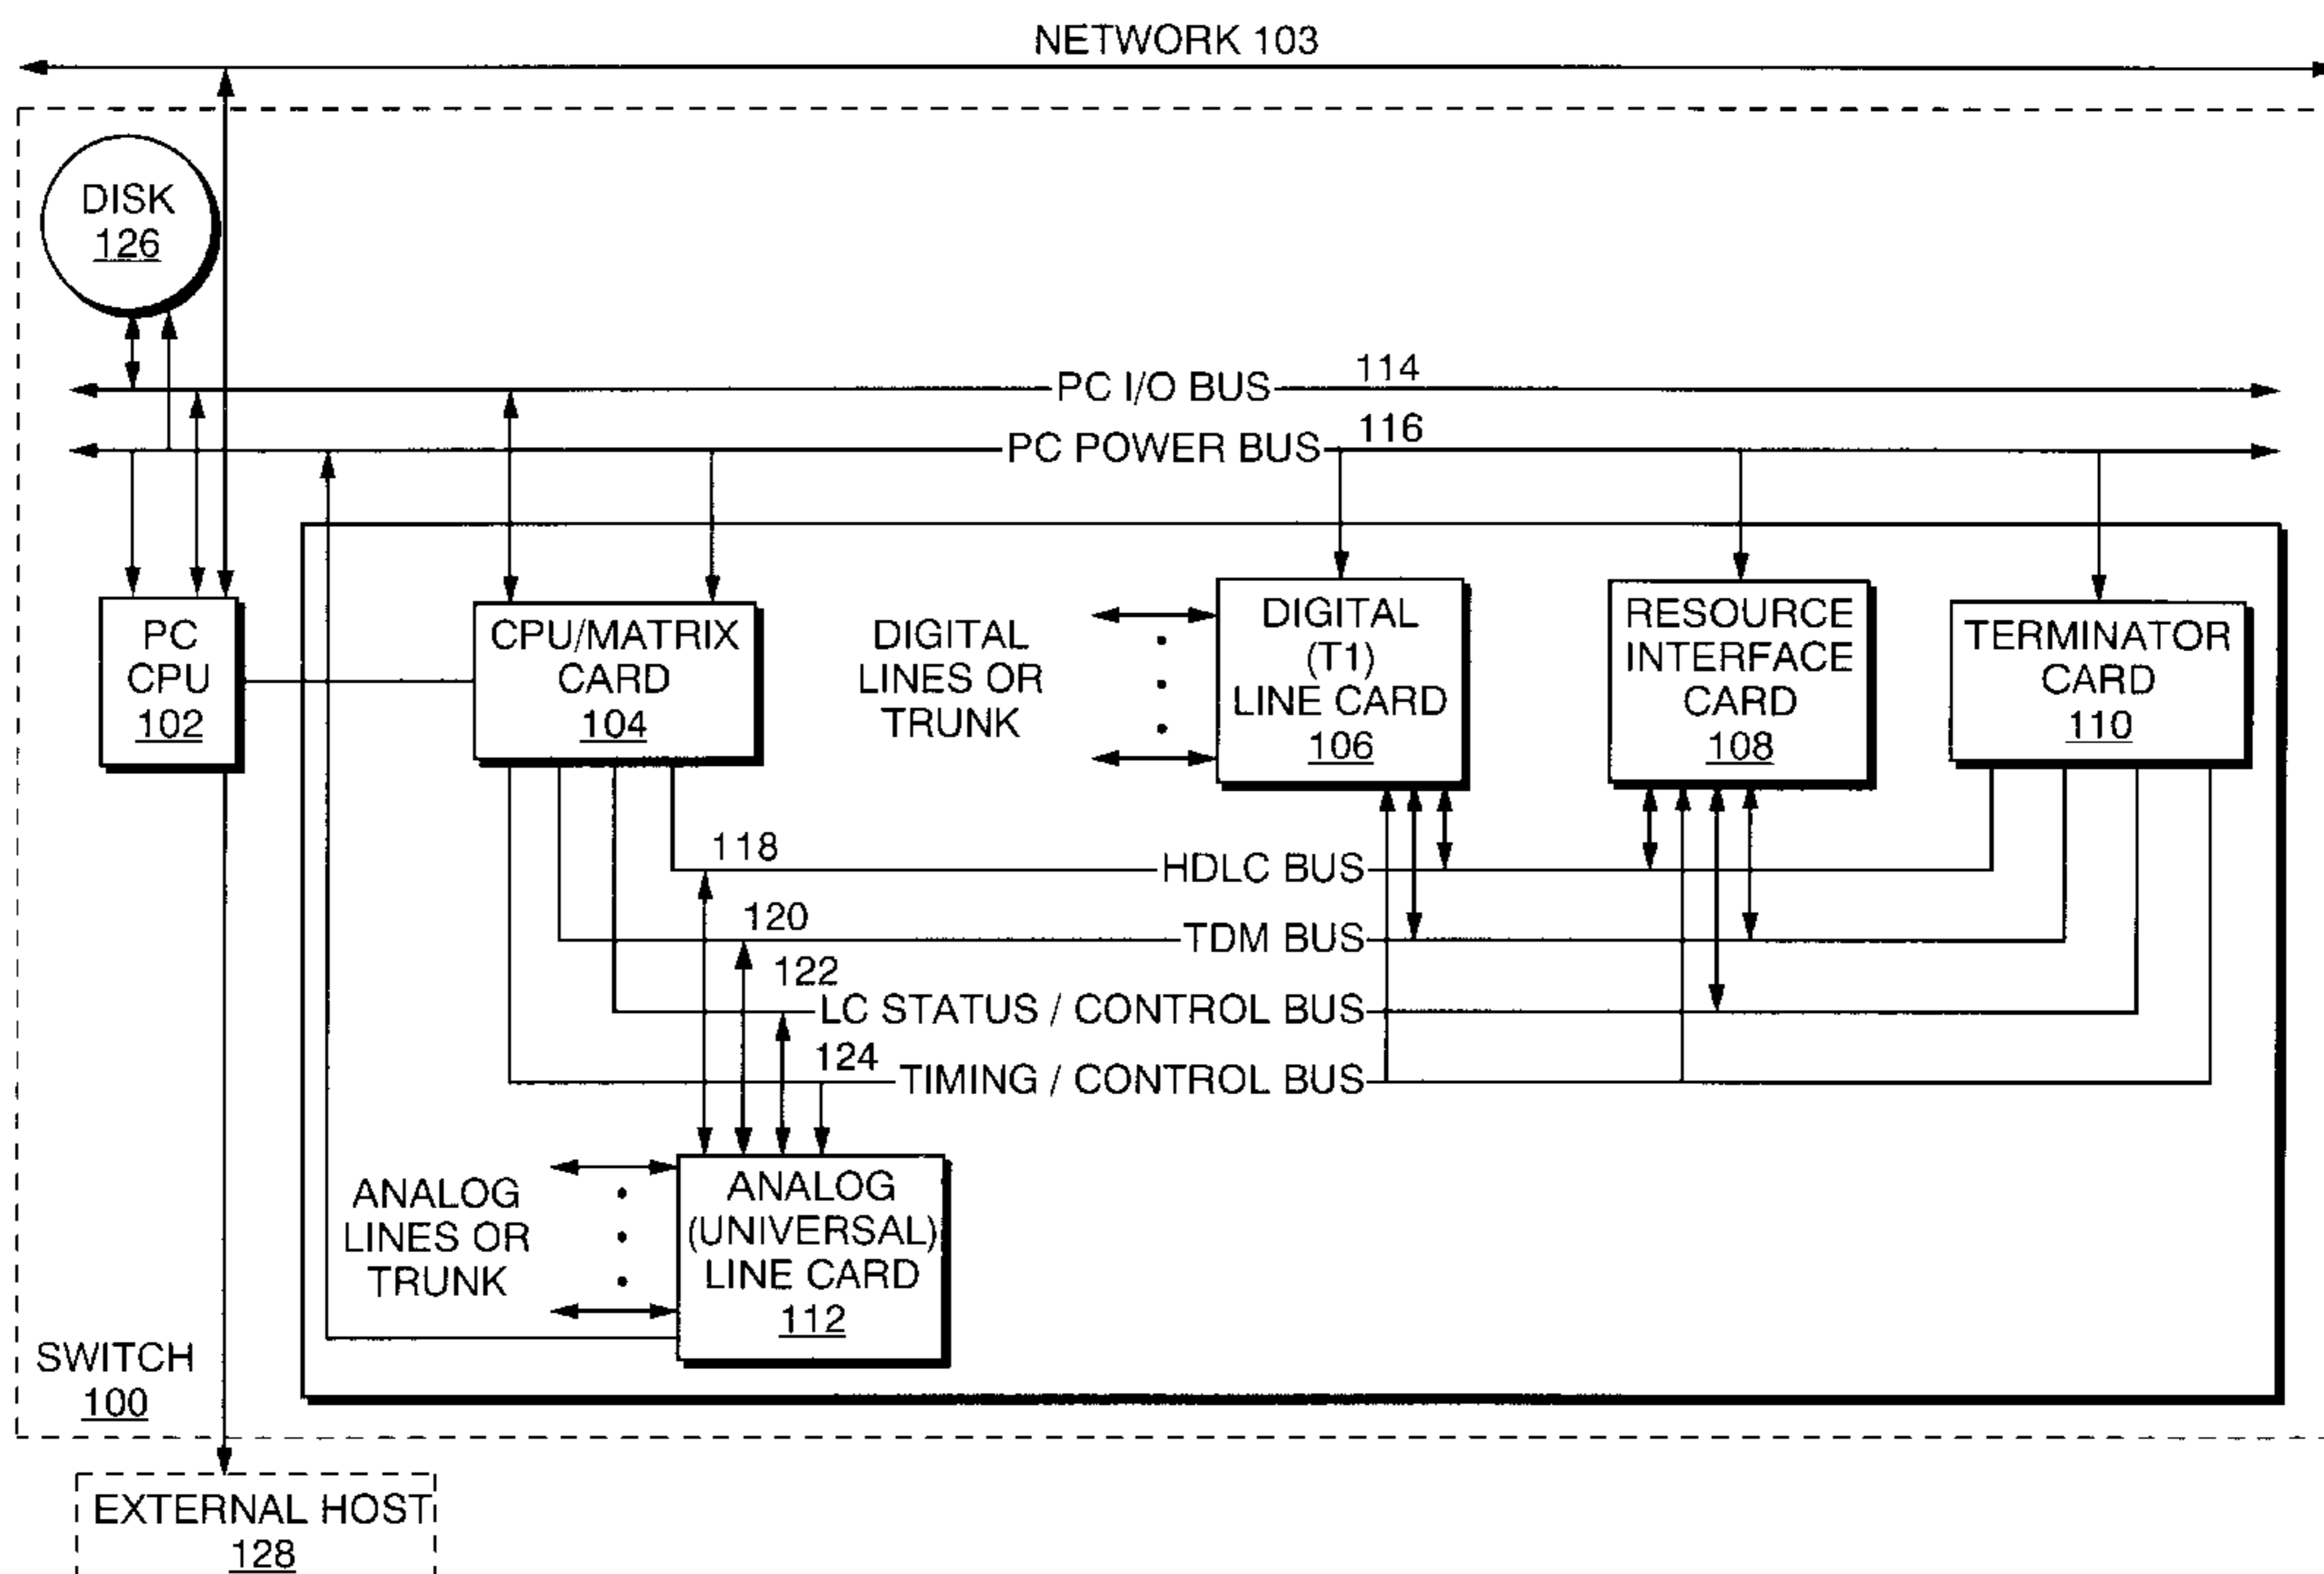 NETWORK 103
DISK
126
114
PC I/O BUS
116
PC POWER BUS
PC
CPU
102
CPU/MATRIX
CARD
104
DIGITAL
LINES OR
TRUNK
DIGITAL
(T1)
LINE CARD
106
RESOURCE
INTERFACE
CARD
108
TERMINATOR
CARD
110
118
HDLC BUS
120
TDM BUS
122
LC STATUS / CONTROL BUS
124
TIMING / CONTROL BUS
ANALOG
LINES OR
TRUNK
ANALOG
(UNIVERSAL)
LINE CARD
112
SWITCH
100
EXTERNAL HOST
128